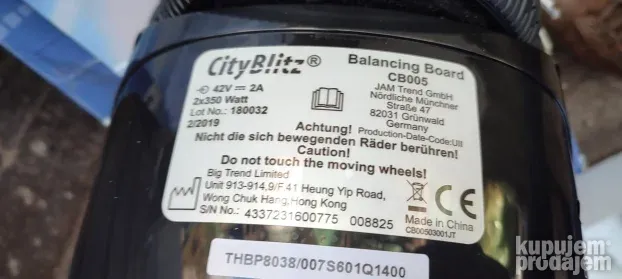 CityBlitz®
Balancing Board
CB005
42V ⎓ 2A
2x350 Watt
Lot No.: 180032
2/2019
JAM Trend GmbH
Nördliche Münchner
Straße 47
82031 Grünwald
Germany
Production-Date-Code:UII
Achtung!
Nicht die sich bewegenden Räder berühren!
Caution!
Do not touch the moving wheels!
Big Trend Limited
Unit 913-914,9/F 41 Heung Yip Road,
Wong Chuk Hang,Hong Kong
S/N No.: 4337231600775 008825
CE
Made in China
CB00503001JT
THBP8038/007S601Q1400
kupujem
prodajem